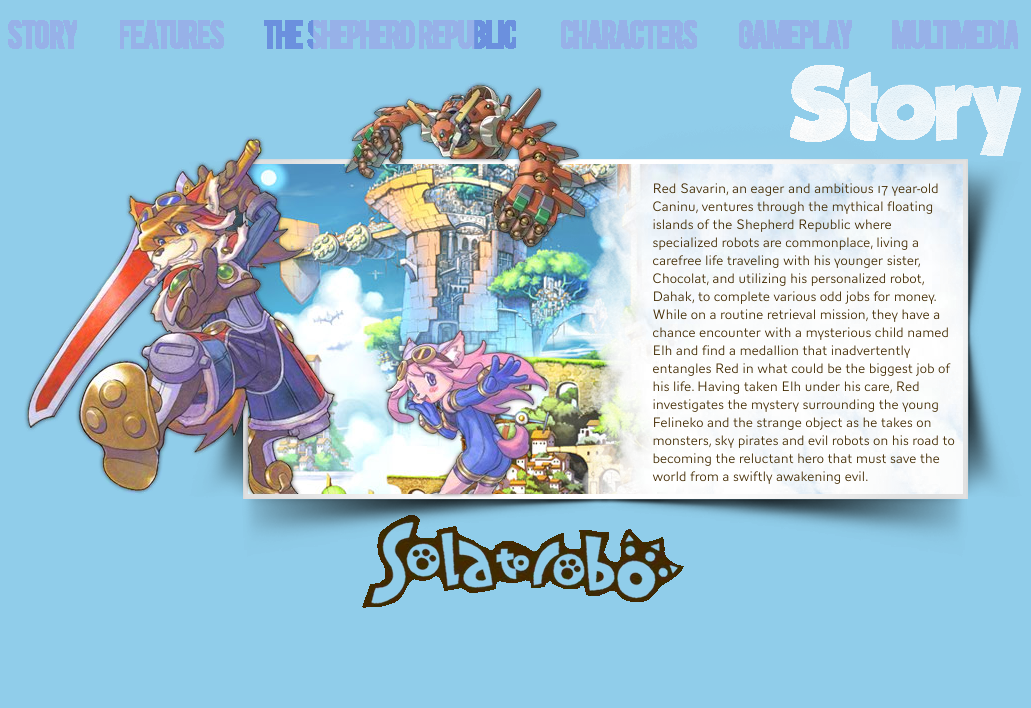 STORY FEATURES THE SHEPHERD REPUBLIC CHARACTERS GAMEPLAY MULTIMEDIA
Story
Red Savarin, an eager and ambitious 17 year-old
Caninu, ventures through the mythical floating
islands of the Shepherd Republic where
specialized robots are commonplace, living a
carefree life traveling with his younger sister,
Chocolat, and utilizing his personalized robot,
Dahak, to complete various odd jobs for money.
While on a routine retrieval mission, they have a
chance encounter with a mysterious child named
Elh and find a medallion that inadvertently
entangles Red in what could be the biggest job of
his life. Having taken Elh under his care, Red
investigates the mystery surrounding the young
Felineko and the strange object as he takes on
monsters, sky pirates and evil robots on his road to
becoming the reluctant hero that must save the
world from a swiftly awakening evil.
Solatorobo